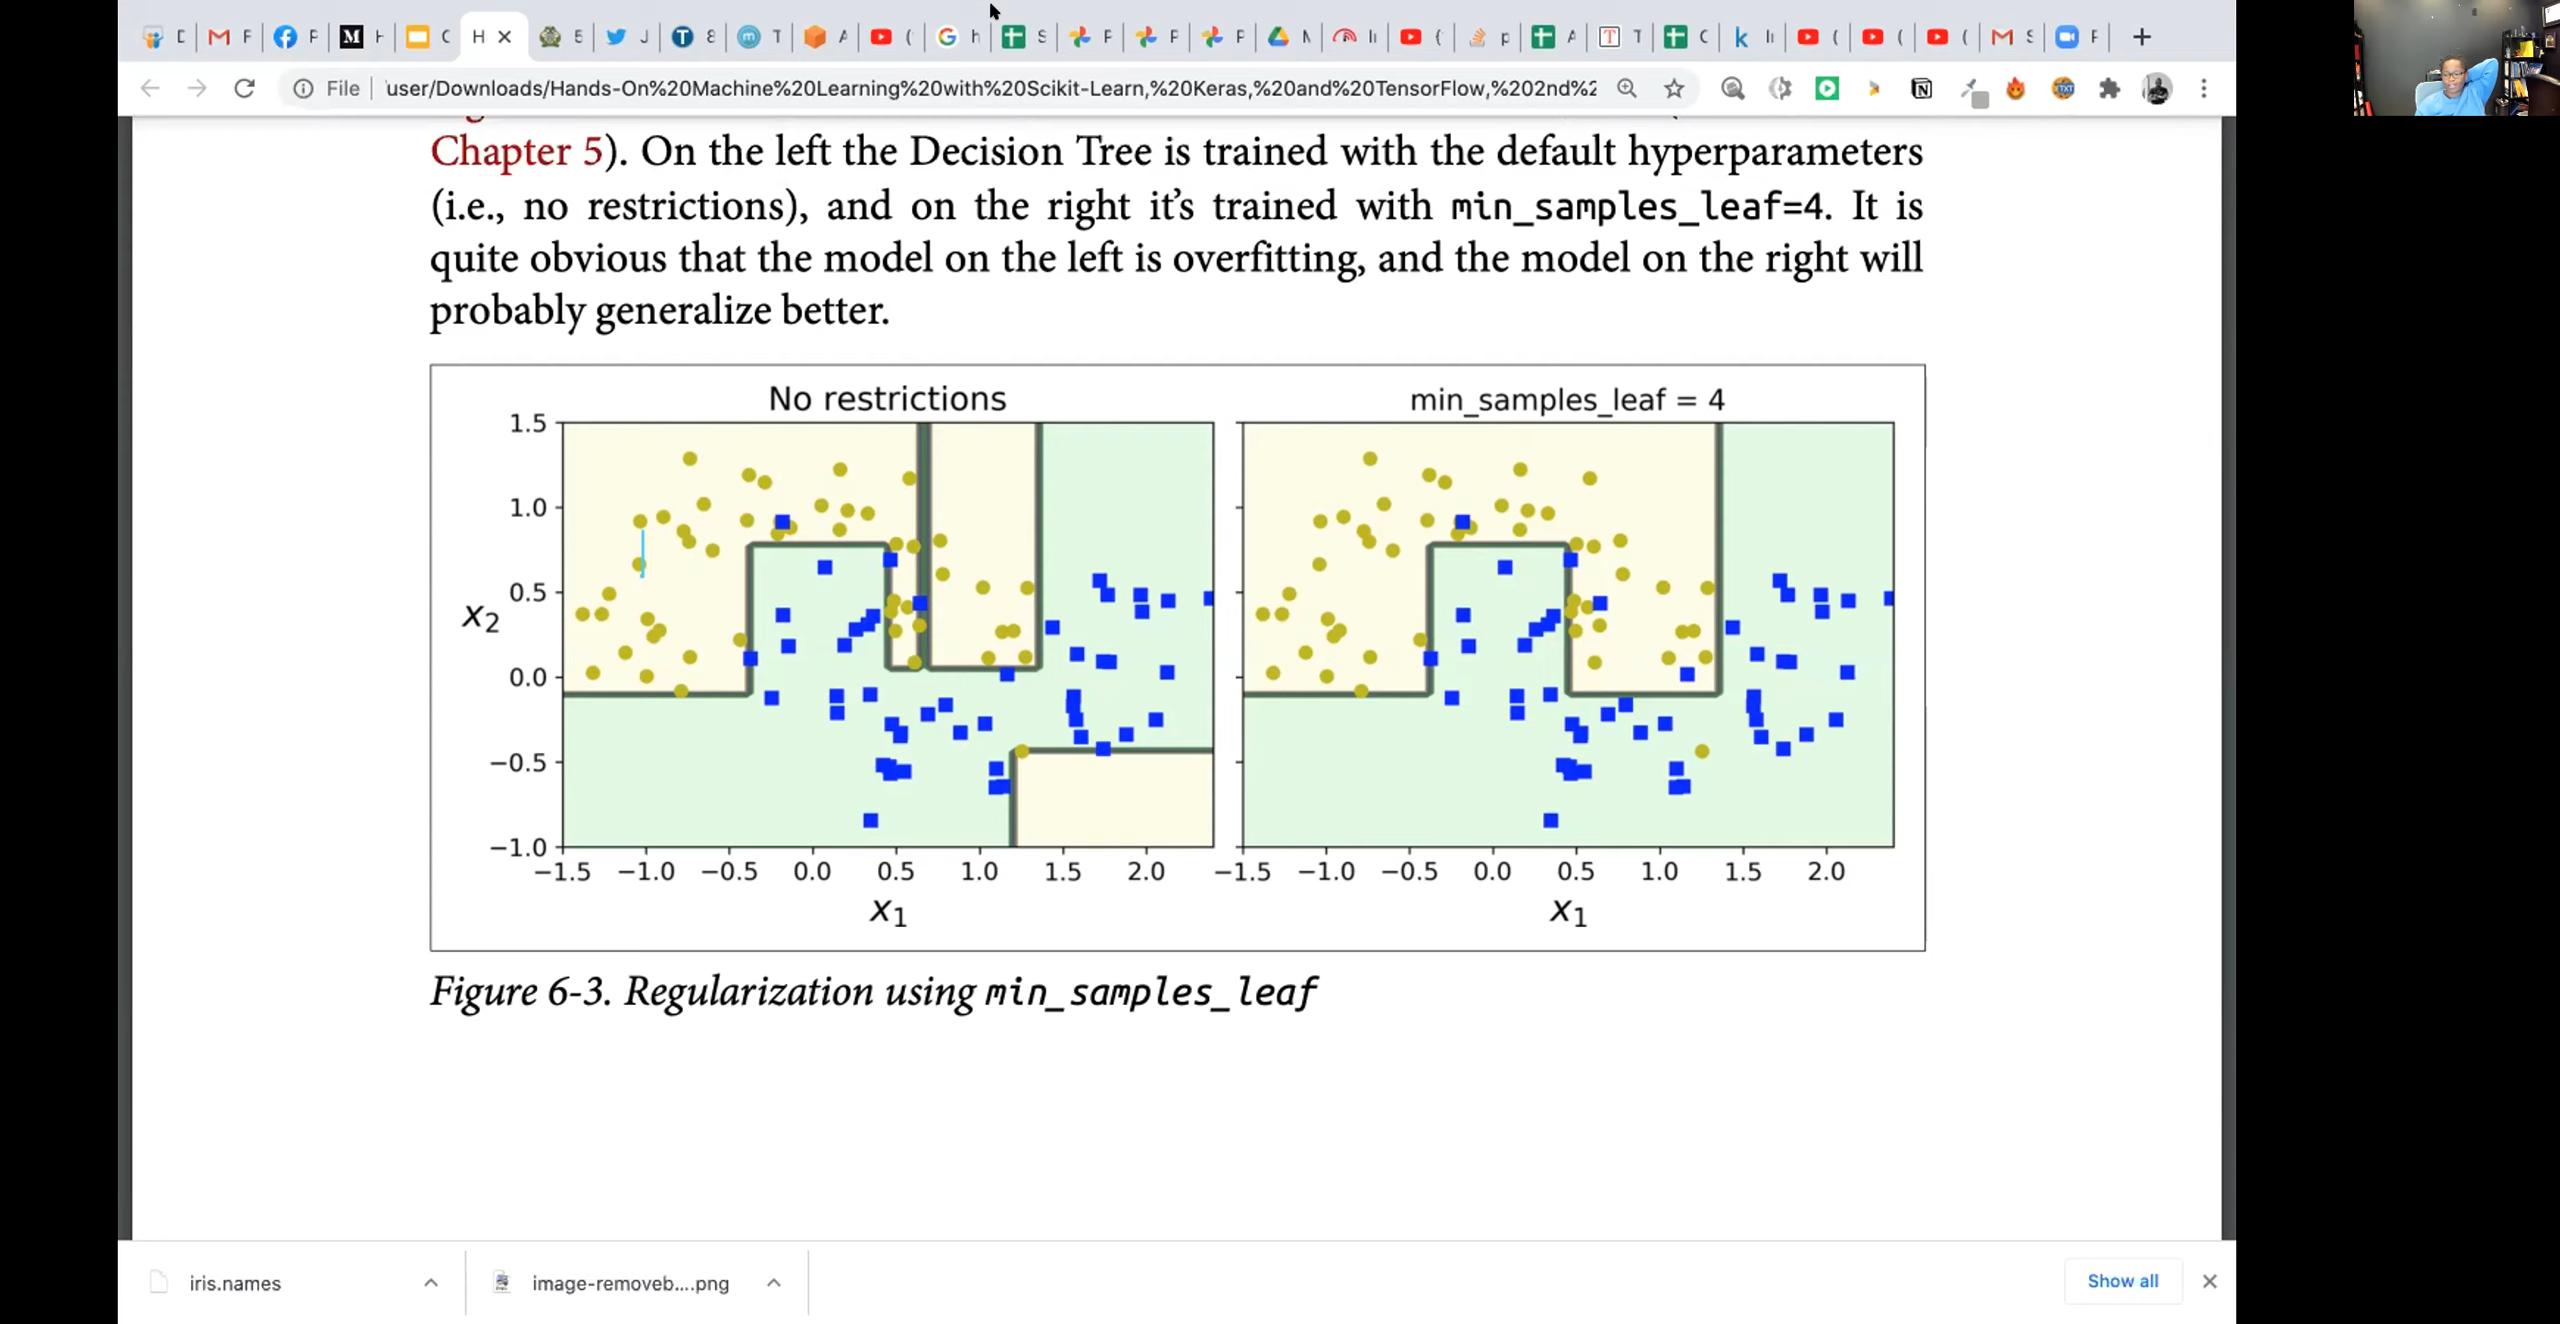 D F F H C H 5 J 8 T A ( h S F F F M I ( p A T C I ( ( ( S F
File 'user/Downloads/Hands-On%20Machine%20Learning%20with%20Scikit-Learn,%20Keras,%20and%20TensorFlow,%202nd%2
Chapter 5). On the left the Decision Tree is trained with the default hyperparameters
(i.e., no restrictions), and on the right it's trained with min_samples_leaf=4. It is
quite obvious that the model on the left is overfitting, and the model on the right will
probably generalize better.
No restrictions
min_samples_leaf = 4
1.5
1.0
0.5
0.0
−0.5
−1.0
x2
−1.5 −1.0 −0.5 0.0 0.5 1.0 1.5 2.0
−1.5 −1.0 −0.5 0.0 0.5 1.0 1.5 2.0
x1
x1
Figure 6-3. Regularization using min_samples_leaf
iris.names
image-removeb....png
Show all